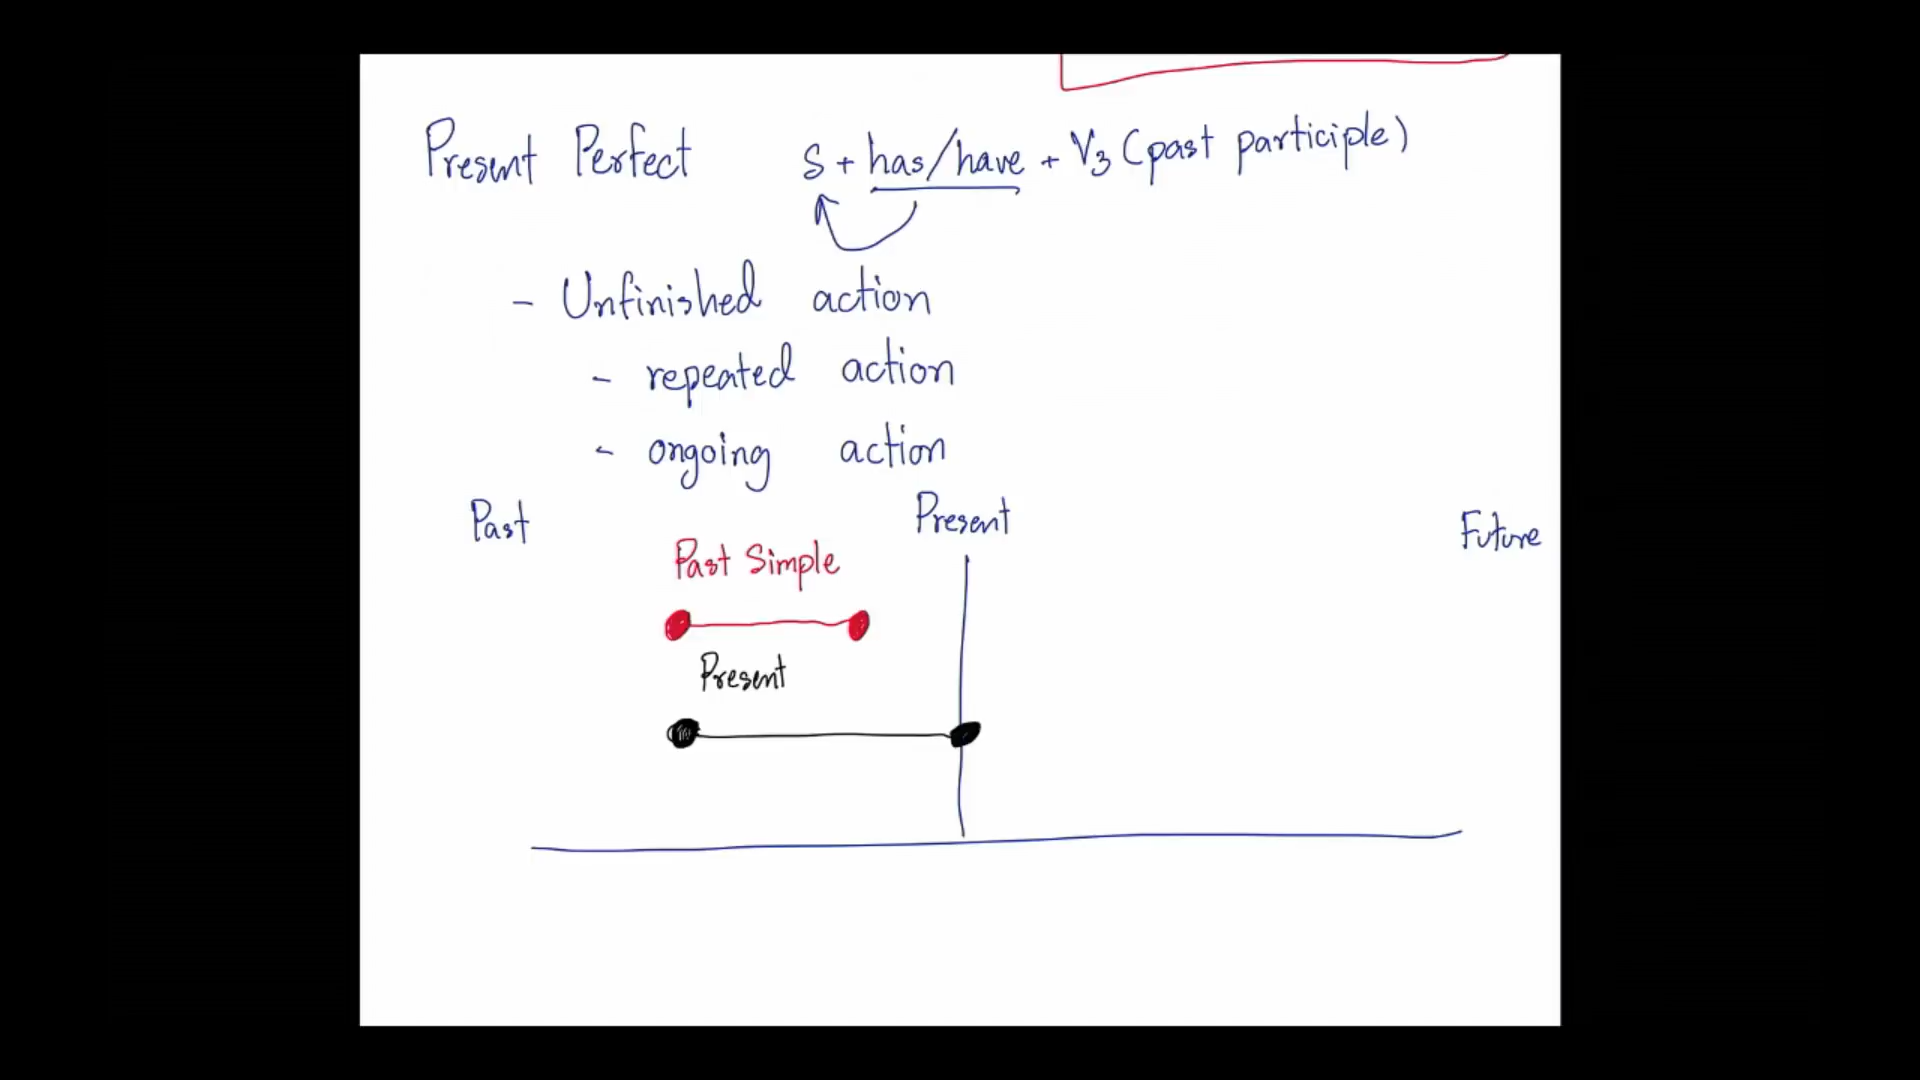 Present Perfect S + has/have + V3 (past participle)
- Unfinished action
- repeated action
- ongoing action
Past Present Future
Past Simple
Present